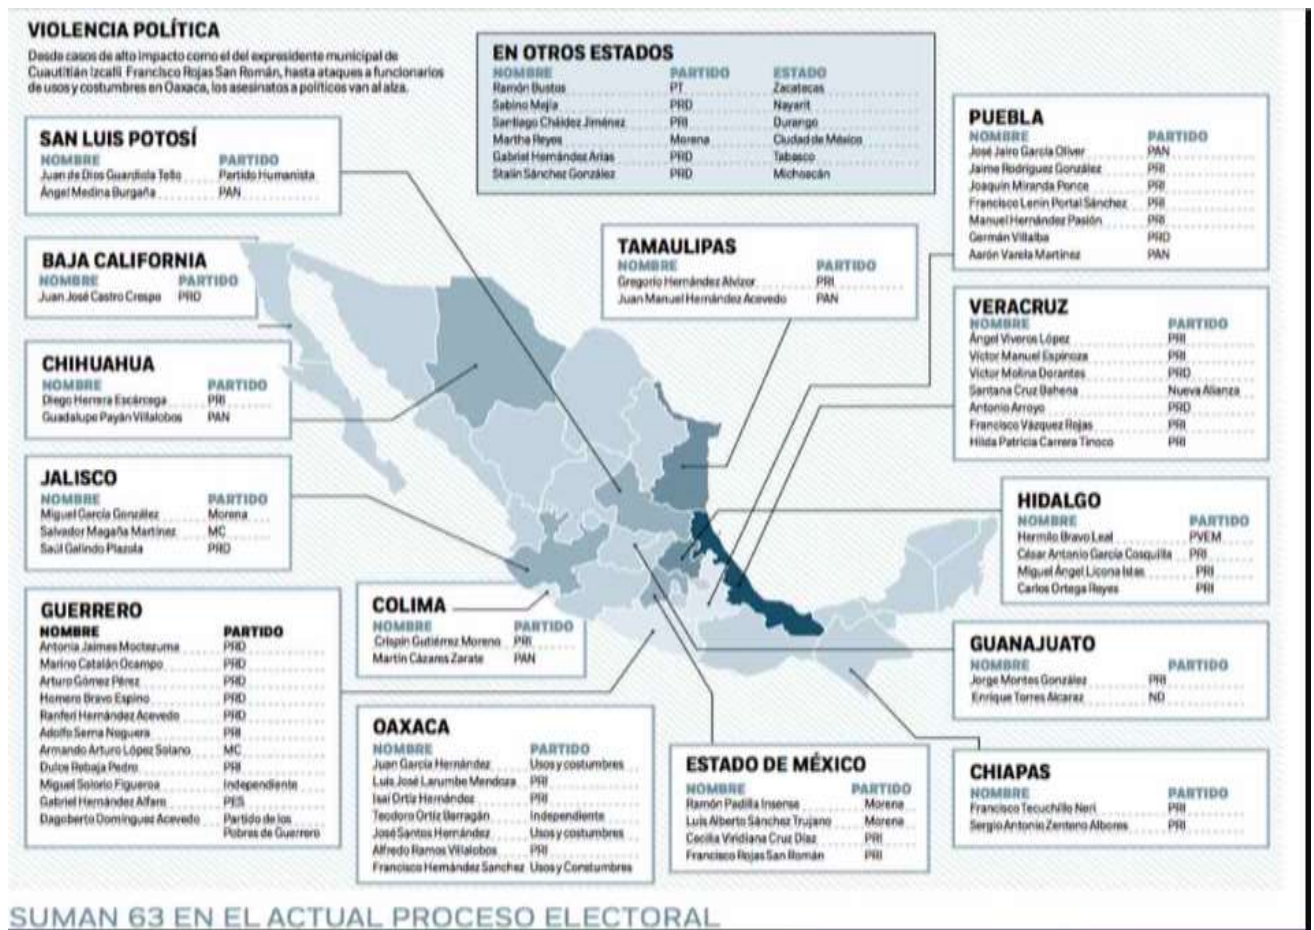 VIOLENCIA POLÍTICA
Desde casos de alto impacto como el del expresidente municipal de
Cuautitlán Izcalli Francisco Rojas San Román, hasta ataques a funcionarios
de usos y costumbres en Oaxaca, los asesinatos a políticos van al alza.
EN OTROS ESTADOS
NOMBRE PARTIDO ESTADO
Ramón Bustos PT Zacatecas
Sabino Mejía PRD Nayarit
Santiago Cháidez Jiménez PRI Durango
Martha Reyes Morena Ciudad de México
Gabriel Hernández Arias PRD Tabasco
Stalin Sánchez González PRD Michoacán
SAN LUIS POTOSÍ
NOMBRE PARTIDO
Juan de Dios Guardiola Tello Partido Humanista
Ángel Medina Burgaña PAN
BAJA CALIFORNIA
NOMBRE PARTIDO
Juan José Castro Crespo PRD
CHIHUAHUA
NOMBRE PARTIDO
Diego Herrera Escárcega PRI
Guadalupe Payán Villalobos PAN
JALISCO
NOMBRE PARTIDO
Miguel García González Morena
Salvador Magaña Martínez MC
Saúl Galindo Plazola PRD
GUERRERO
NOMBRE PARTIDO
Antonia Jaimes Moctezuma PRD
Marino Catalán Ocampo PRD
Arturo Gómez Pérez PRD
Homero Bravo Espino PRD
Ranferi Hernández Acevedo PRD
Adolfo Serna Nogueda PRI
Armando Arturo López Solano MC
Dulce Rebaja Pedro PRI
Miguel Solorio Figueroa Independiente
Gabriel Hernández Alfaro PES
Dagoberto Domínguez Acevedo Partido de los
Pobres de Guerrero
COLIMA
NOMBRE PARTIDO
Crispín Gutiérrez Moreno PRI
Martín Cázares Zarate PAN
OAXACA
NOMBRE PARTIDO
Juan García Hernández Usos y costumbres
Luis José Larumbe Mendoza PRI
Isaí Ortiz Hernández PRI
Teodoro Ortiz Barragán Independiente
José Santos Hernández Usos y costumbres
Alfredo Ramos Villalobos PRI
Francisco Hernández Sanchez Usos y Constumbres
TAMAULIPAS
NOMBRE PARTIDO
Gregorio Hernández Alvizor PRI
Juan Manuel Hernández Acevedo PAN
PUEBLA
NOMBRE PARTIDO
José Jairo García Oliver PAN
Jaime Rodríguez González PRI
Joaquín Miranda Ponce PRI
Francisco Lenin Portal Sánchez PRI
Manuel Hernández Pasión PRI
Germán Villalba PRD
Aarón Varela Martínez PAN
VERACRUZ
NOMBRE PARTIDO
Ángel Viveros López PRI
Víctor Manuel Espinoza PRI
Víctor Molina Dorantes PRD
Santana Cruz Bahena Nueva Alianza
Antonio Arroyo PRD
Francisco Vázquez Rojas PRI
Hilda Patricia Carrera Tinoco PRI
HIDALGO
NOMBRE PARTIDO
Hermilo Bravo Leal PVEM
César Antonio García Cosquilla PRI
Miguel Ángel Licona Islas PRI
Carlos Ortega Reyes PRI
GUANAJUATO
NOMBRE PARTIDO
Jorge Montes González PRI
Enrique Torres Alcaraz ND
ESTADO DE MÉXICO
NOMBRE PARTIDO
Ramón Padilla Insense Morena
Luis Alberto Sánchez Trujano Morena
Cecilia Viridiana Cruz Díaz PRI
Francisco Rojas San Román PRI
CHIAPAS
NOMBRE PARTIDO
Francisco Tecuchillo Neri PRI
Sergio Antonio Zenteno Albores PRI
SUMAN 63 EN EL ACTUAL PROCESO ELECTORAL